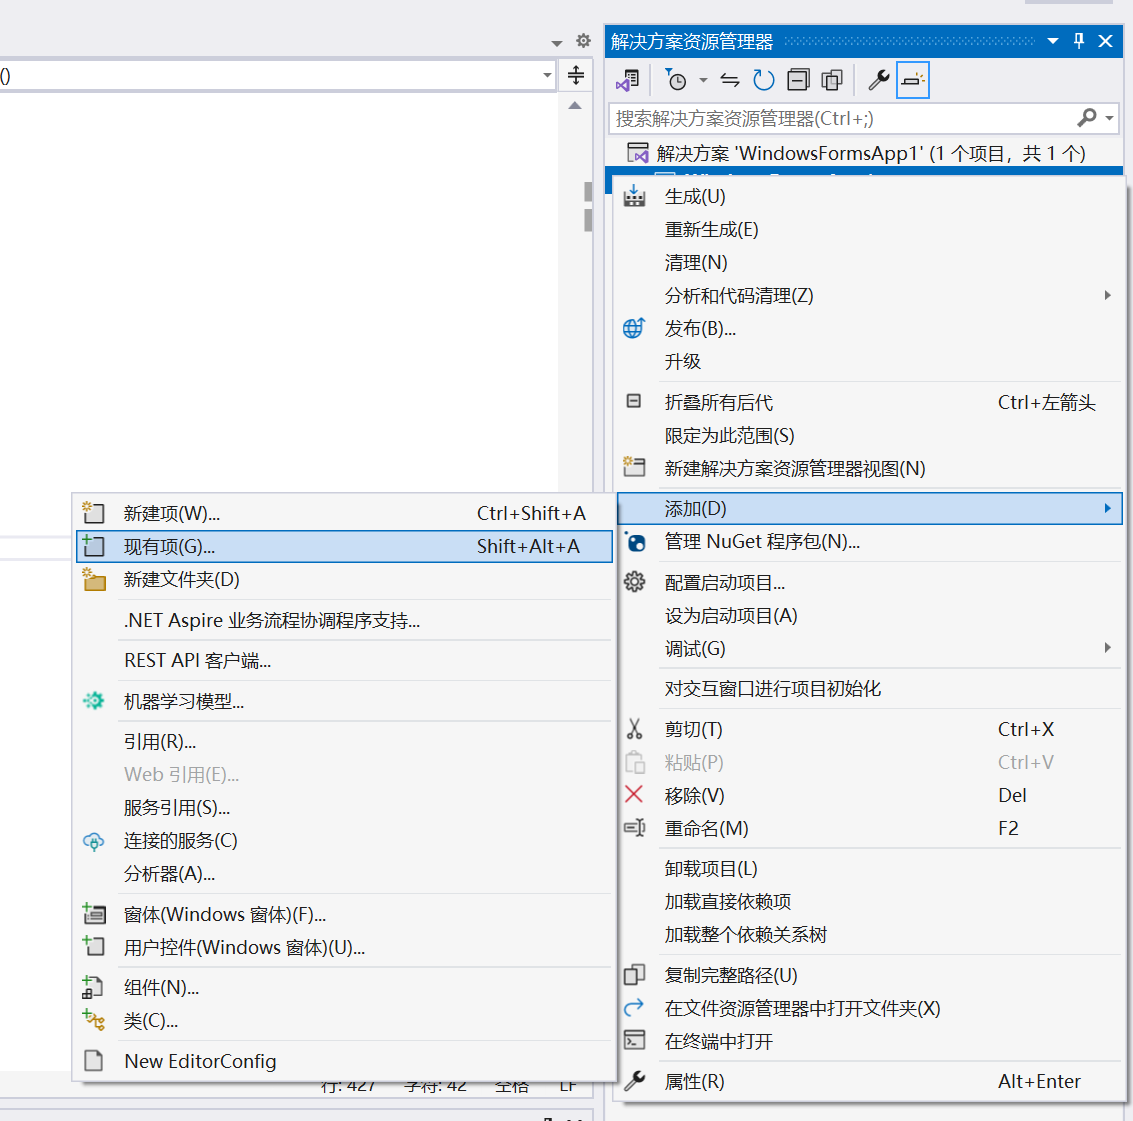 ()
解决方案资源管理器
搜索解决方案资源管理器(Ctrl+;)
解决方案 'WindowsFormsApp1' (1 个项目，共 1 个)
生成(U)
重新生成(E)
清理(N)
分析和代码清理(Z)
发布(B)...
升级
折叠所有后代 Ctrl+左箭头
限定为此范围(S)
新建解决方案资源管理器视图(N)
添加(D)
管理 NuGet 程序包(N)...
配置启动项目...
设为启动项目(A)
调试(G)
对交互窗口进行项目初始化
剪切(T) Ctrl+X
粘贴(P) Ctrl+V
移除(V) Del
重命名(M) F2
卸载项目(L)
加载直接依赖项
加载整个依赖关系树
复制完整路径(U)
在文件资源管理器中打开文件夹(X)
在终端中打开
属性(R) Alt+Enter
新建项(W)... Ctrl+Shift+A
现有项(G)... Shift+Alt+A
新建文件夹(D)
.NET Aspire 业务流程协调程序支持...
REST API 客户端...
机器学习模型...
引用(R)...
Web 引用(E)...
服务引用(S)...
连接的服务(C)
分析器(A)...
窗体(Windows 窗体)(F)...
用户控件(Windows 窗体)(U)...
组件(N)...
类(C)...
New EditorConfig
行: 427 字符: 42 空格 LF